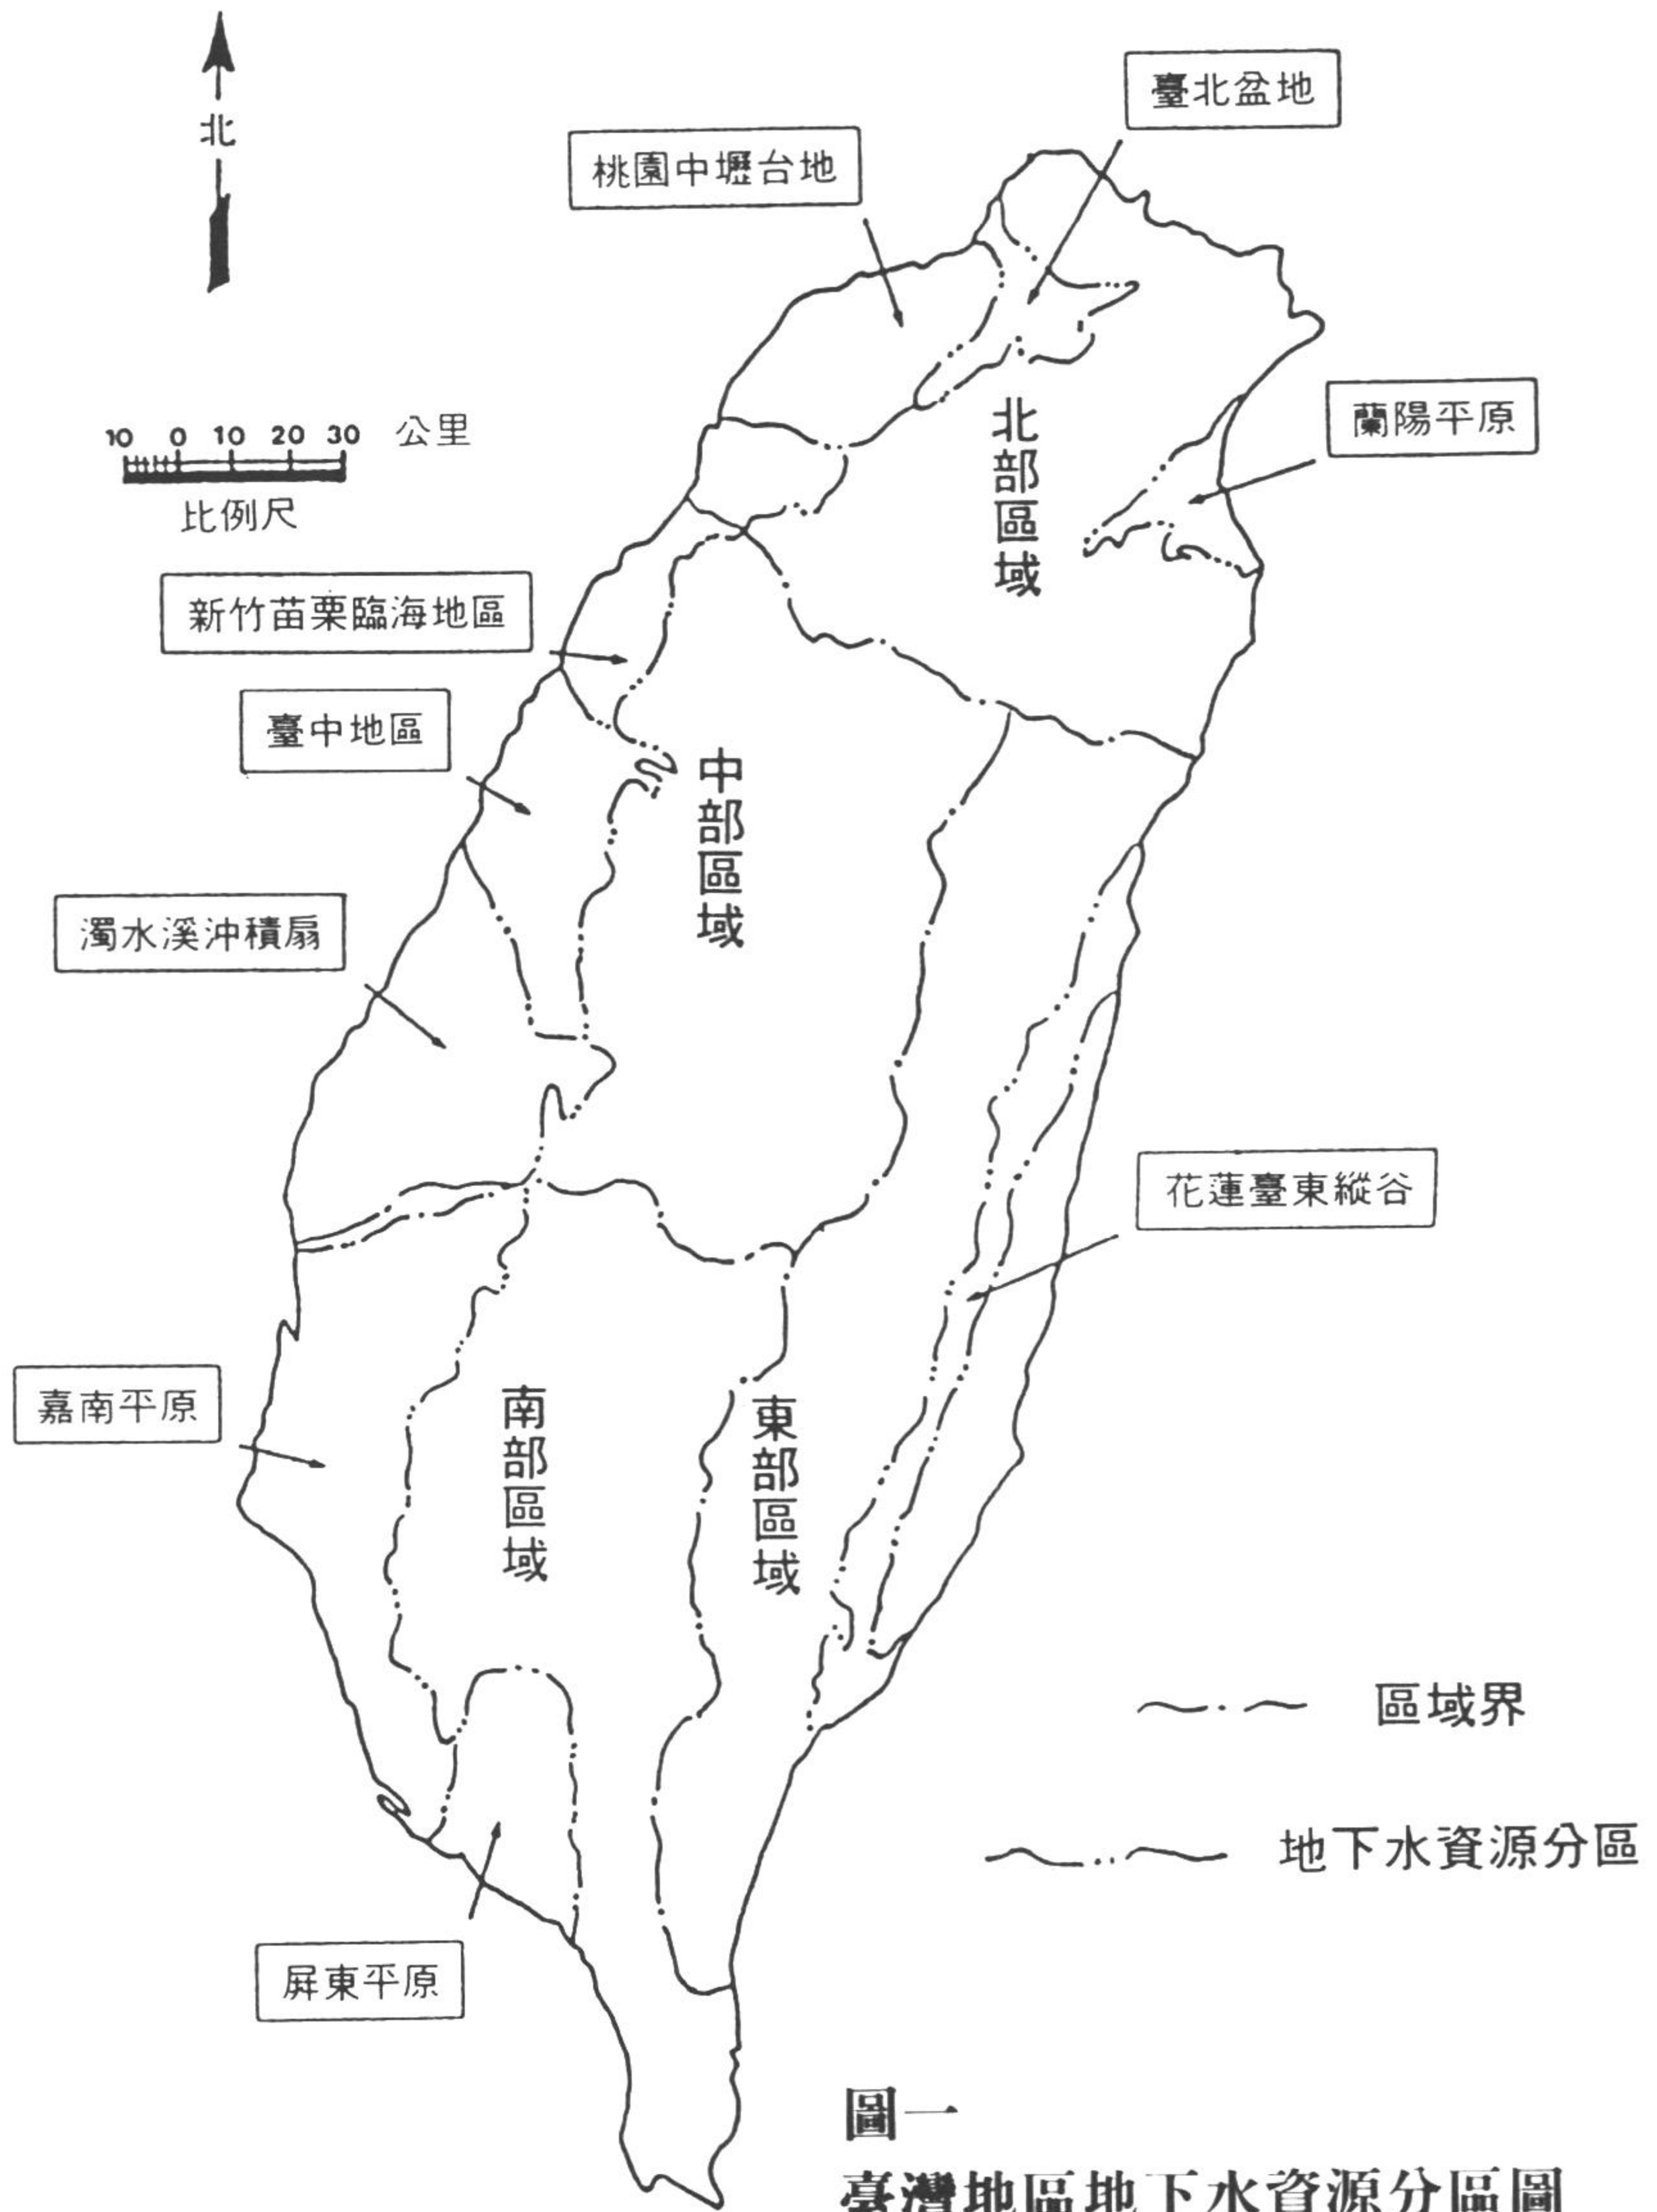 臺北盆地
北
桃園中壢台地
蘭陽平原
10 0 10 20 30 公里
比例尺
北部區域
新竹苗栗臨海地區
臺中地區
中部區域
濁水溪沖積扇
花蓮臺東縱谷
嘉南平原
南部區域
東部區域
區域界
地下水資源分區
屏東平原
圖一
臺灣地區地下水資源分區圖